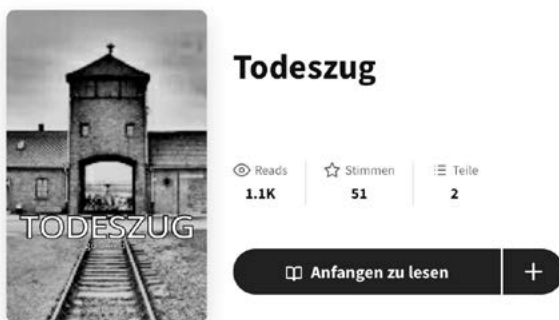 TODESZUG
Todeszug
Reads
Stimmen
Teile
1.1K
51
2
Anfangen zu lesen